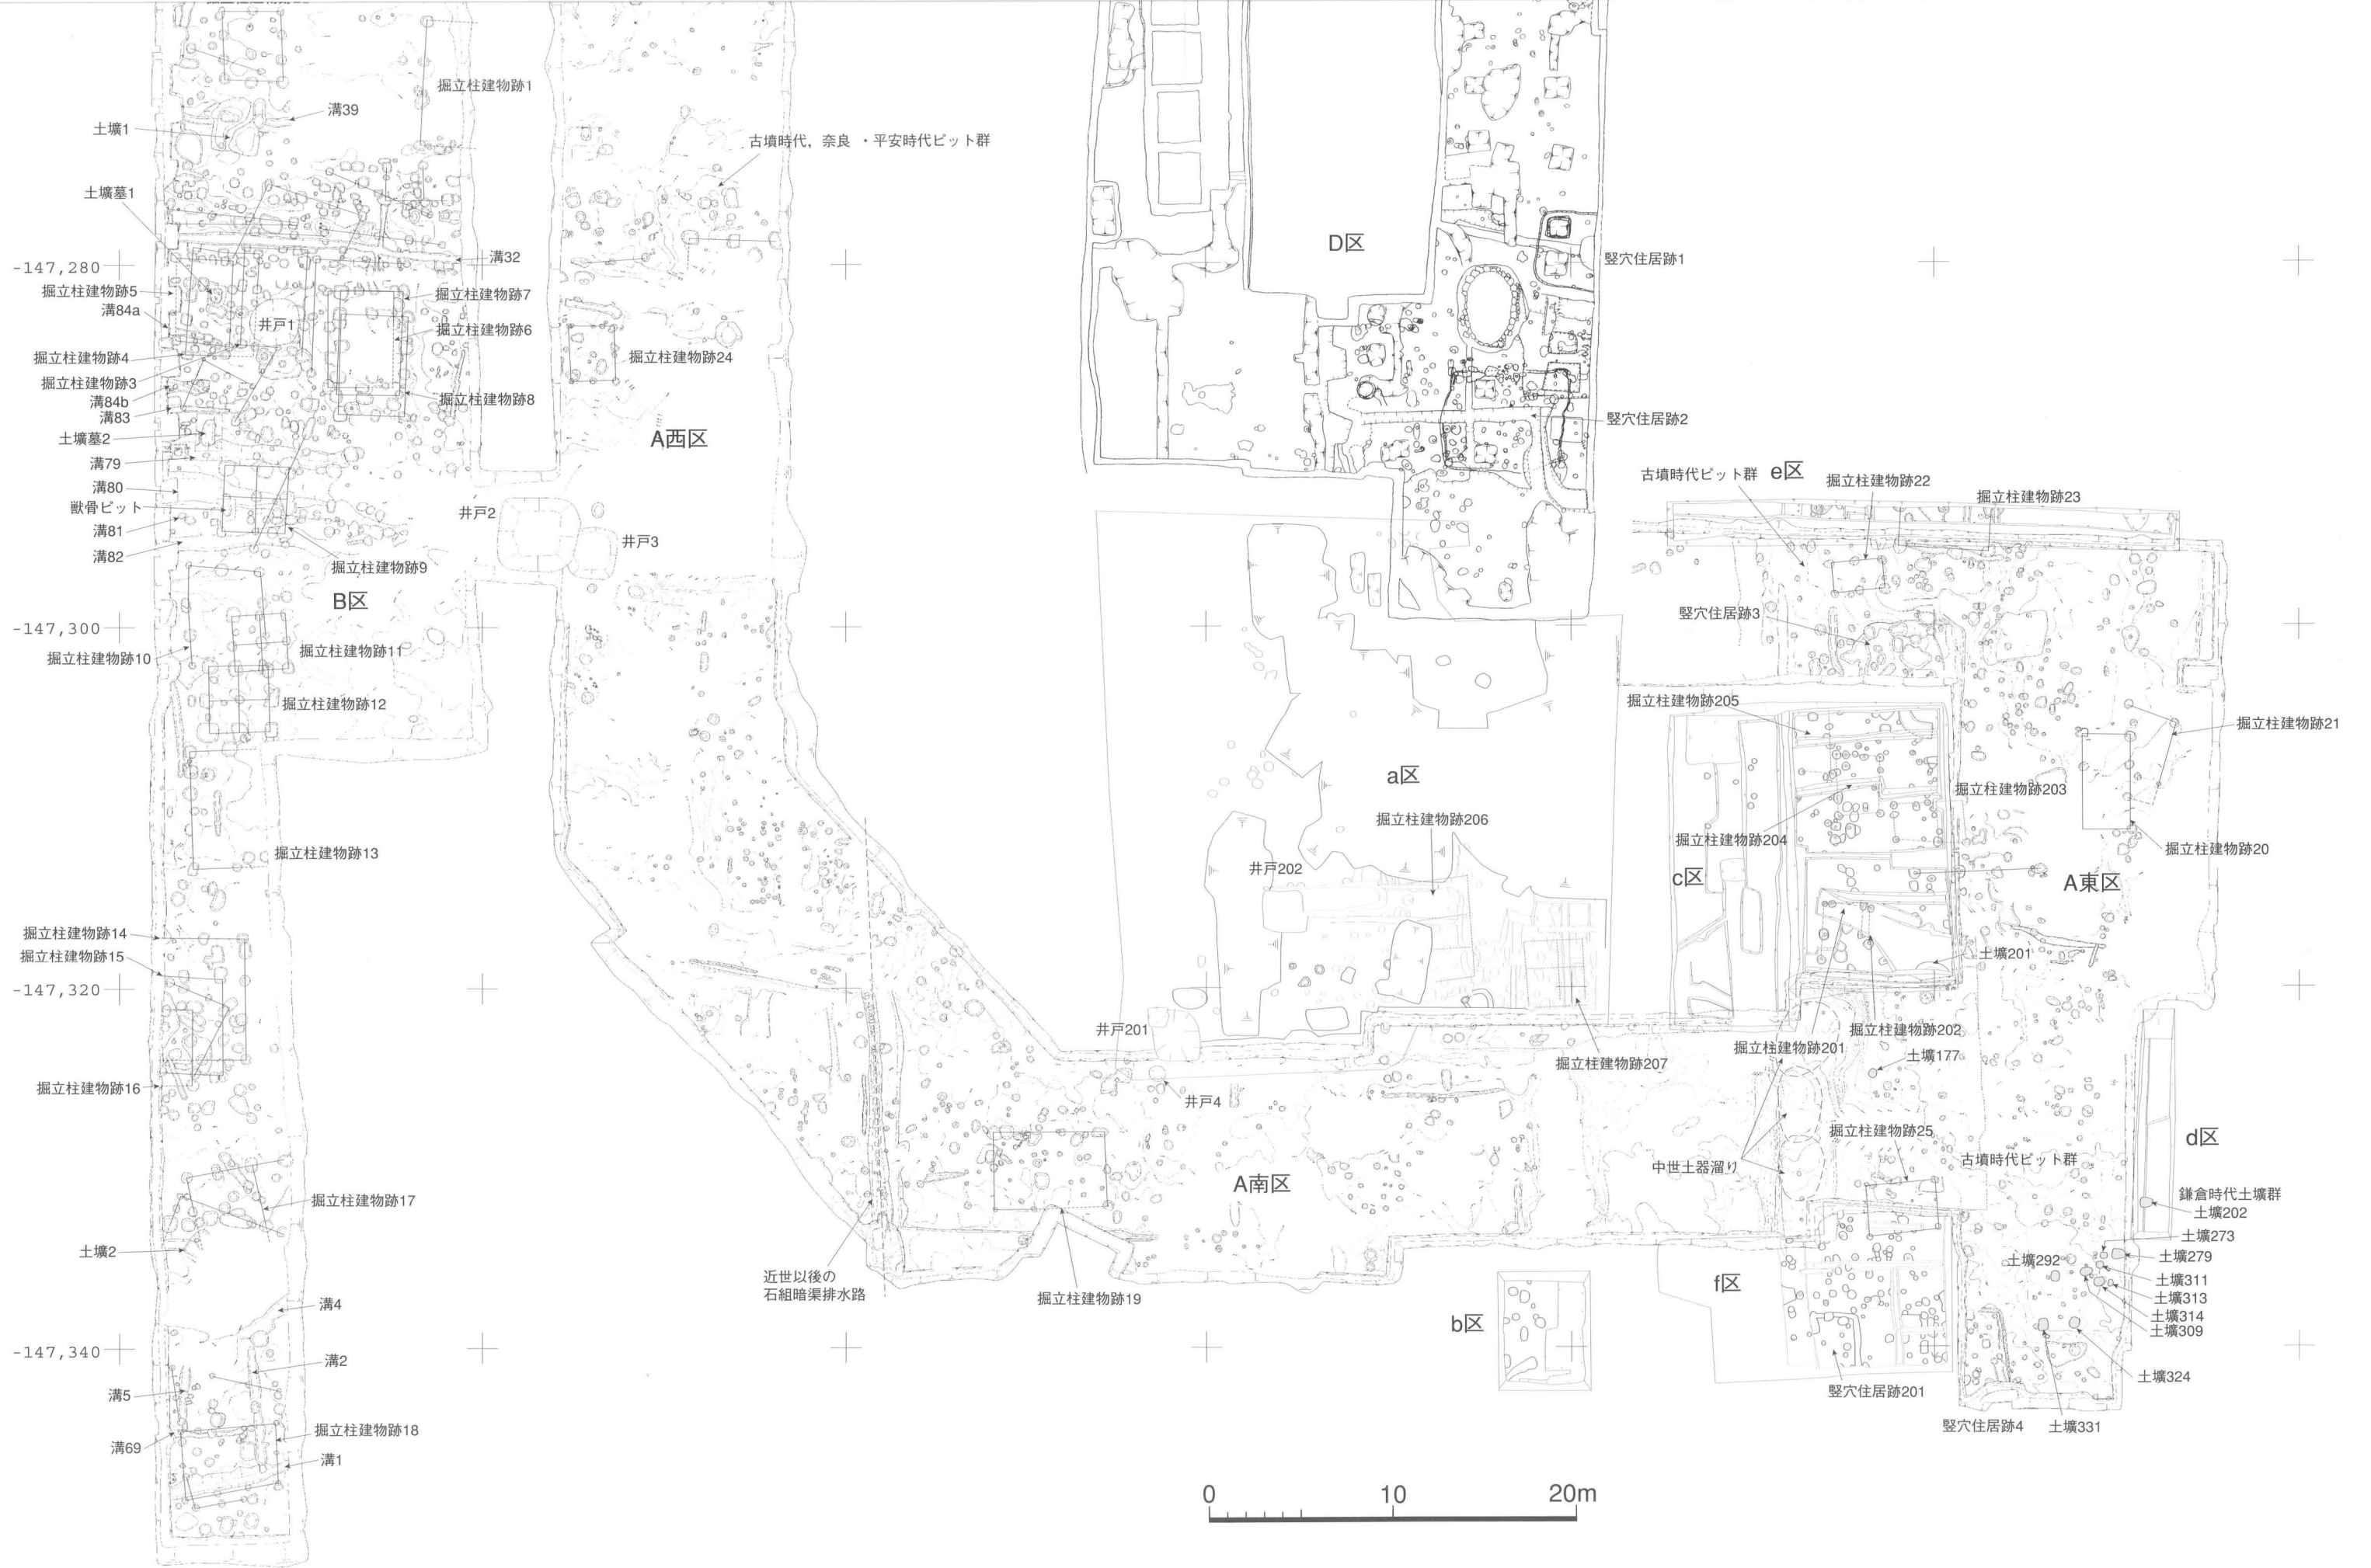 掘立柱建物跡1
溝39
土壙1
古墳時代，奈良・平安時代ピット群
土壙墓1
D区
溝32
竪穴住居跡1
-147,280
掘立柱建物跡5
掘立柱建物跡7
溝84a
井戸1
掘立柱建物跡6
掘立柱建物跡4
掘立柱建物跡24
掘立柱建物跡3
溝84b
掘立柱建物跡8
溝83
竪穴住居跡2
土壙墓2
A西区
溝79
古墳時代ピット群
e区
掘立柱建物跡22
溝80
掘立柱建物跡23
獣骨ピット
井戸2
溝81
井戸3
溝82
掘立柱建物跡9
B区
竪穴住居跡3
-147,300
掘立柱建物跡10
掘立柱建物跡11
掘立柱建物跡12
掘立柱建物跡205
掘立柱建物跡21
a区
掘立柱建物跡203
掘立柱建物跡206
掘立柱建物跡204
掘立柱建物跡13
掘立柱建物跡20
井戸202
c区
A東区
掘立柱建物跡14
掘立柱建物跡15
土壙201
-147,320
井戸201
掘立柱建物跡202
掘立柱建物跡201
土壙177
掘立柱建物跡207
掘立柱建物跡16
井戸4
掘立柱建物跡25
d区
中世土器溜り
古墳時代ピット群
A南区
鎌倉時代土壙群
掘立柱建物跡17
土壙202
土壙273
土壙2
土壙292
土壙279
近世以後の
石組暗渠排水路
土壙311
f区
掘立柱建物跡19
土壙313
溝4
土壙314
b区
土壙309
-147,340
溝2
土壙324
溝5
竪穴住居跡201
竪穴住居跡4
土壙331
掘立柱建物跡18
溝69
溝1
0
10
20m